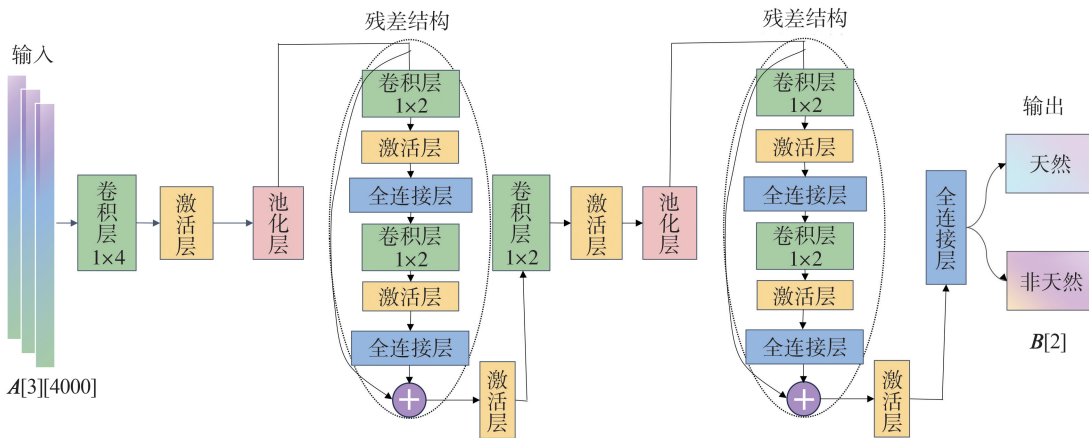 输入
A[3][4000]
卷积层
1×4
激活层
池化层
残差结构
卷积层
1×2
激活层
全连接层
卷积层
1×2
激活层
全连接层
激活层
卷积层
1×2
激活层
池化层
残差结构
卷积层
1×2
激活层
全连接层
卷积层
1×2
激活层
全连接层
激活层
全连接层
输出
天然
非天然
B[2]